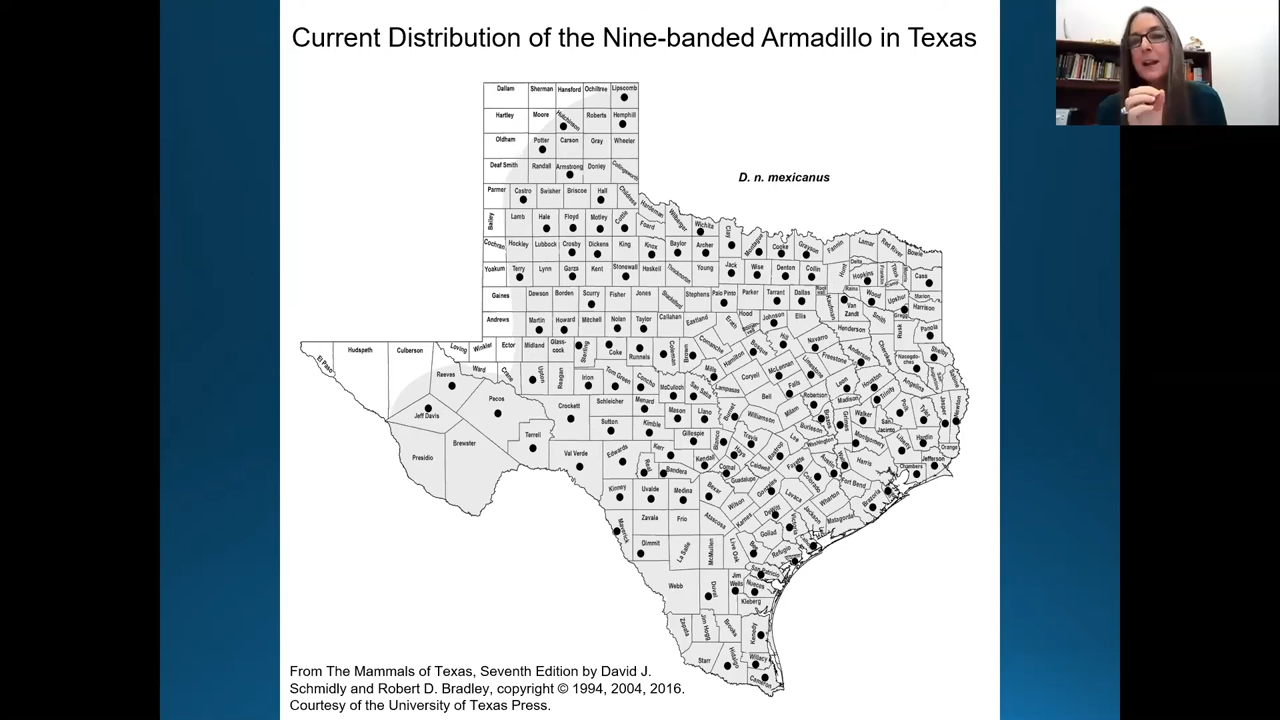 Current Distribution of the Nine-banded Armadillo in Texas
Dallam Sherman Hansford Ochiltree Lipscomb
Hartley Moore Hutchinson Roberts Hemphill
Oldham Potter Carson Gray Wheeler
Deaf Smith Randall Armstrong Donley Collingsworth
D. n. mexicanus
Parmer Castro Swisher Briscoe Hall Childress
Hardeman Wilbarger Wichita Clay
Bailey Lamb Hale Floyd Motley Cottle Foard
Montague Cooke Grayson Fannin Lamar Red River Bowie
Cochran Hockley Lubbock Crosby Dickens King Knox Baylor Archer
Yoakum Terry Lynn Garza Kent Stonewall Haskell Throckmorton Young Jack Wise Denton Collin Hunt Delta Hopkins Franklin Titus Camp Morris Cass
Gaines Dawson Borden Scurry Fisher Jones Shackelford Stephens Palo Pinto Parker Tarrant Dallas Rock wall Kaufman Rains Van Zandt Wood Upshur Marion Harrison Gregg Smith
Andrews Martin Howard Mitchell Nolan Taylor Callahan Eastland Erath Hood Johnson Ellis Henderson Rusk Panola
El Paso Hudspeth Culberson Loving Winkler Ector Midland Glass- cock Sterling Coke Runnels Coleman Brown Comanche Hamilton Bosque Hill Navarro Freestone Anderson Cherokee Nacogdoches Shelby
Reeves Ward Crane Upton Reagan Irion Tom Green Concho McCulloch San Saba Mills Lampasas Coryell McLennan Limestone Falls Leon Houston Angelina Sabine
Jeff Davis Pecos Crockett Schleicher Menard Mason Llano Burnet Bell Milam Robertson Madison Trinity Polk Tyler Jasper Newton
Presidio Brewster Terrell Sutton Kimble Gillespie Blanco Travis Williamson Lee Burleson Brazos Grimes Walker San Jacinto Hardin Orange
Val Verde Edwards Real Kerr Bandera Kendall Comal Hays Caldwell Bastrop Fayette Washington Austin Montgomery Liberty Harris Chambers Jefferson
Kinney Uvalde Medina Bexar Guadalupe Gonzales Lavaca Colorado Wharton Fort Bend Brazoria
Maverick Zavala Frio Atascosa Wilson Karnes DeWitt Victoria Jackson Matagorda
Dimmit La Salle McMullen Live Oak Bee Goliad Refugio
Webb Duval Jim Wells San Patricio Nueces Kleberg
Zapata Jim Hogg Brooks Kenedy
Starr Hidalgo Willacy Cameron
From The Mammals of Texas, Seventh Edition by David J.
Schmidly and Robert D. Bradley, copyright © 1994, 2004, 2016.
Courtesy of the University of Texas Press.